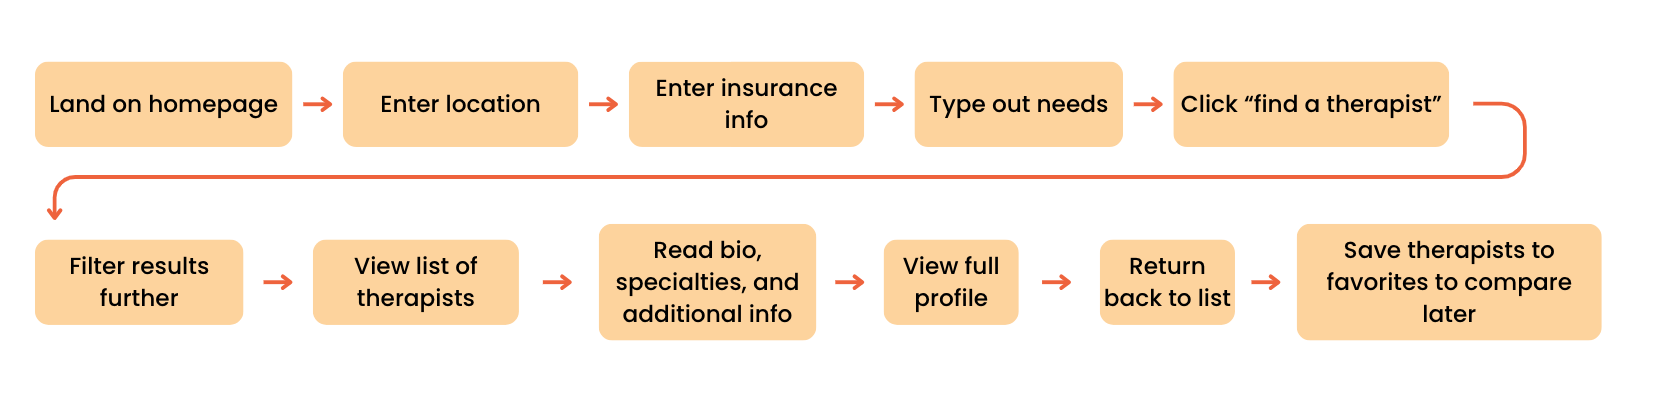 Land on homepage
Enter location
Enter insurance
info
Type out needs
Click “find a therapist”
Filter results
further
View list of
therapists
Read bio,
specialties, and
additional info
View full
profile
Return
back to list
Save therapists to
favorites to compare
later